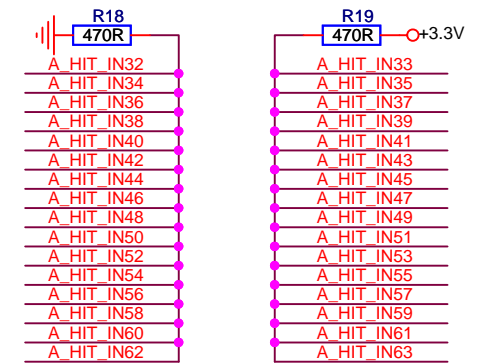 R18
470R
A_HIT_IN32
A_HIT_IN34
A_HIT_IN36
A_HIT_IN38
A_HIT_IN40
A_HIT_IN42
A_HIT_IN44
A_HIT_IN46
A_HIT_IN48
A_HIT_IN50
A_HIT_IN52
A_HIT_IN54
A_HIT_IN56
A_HIT_IN58
A_HIT_IN60
A_HIT_IN62
R19
470R
+3.3V
A_HIT_IN33
A_HIT_IN35
A_HIT_IN37
A_HIT_IN39
A_HIT_IN41
A_HIT_IN43
A_HIT_IN45
A_HIT_IN47
A_HIT_IN49
A_HIT_IN51
A_HIT_IN53
A_HIT_IN55
A_HIT_IN57
A_HIT_IN59
A_HIT_IN61
A_HIT_IN63